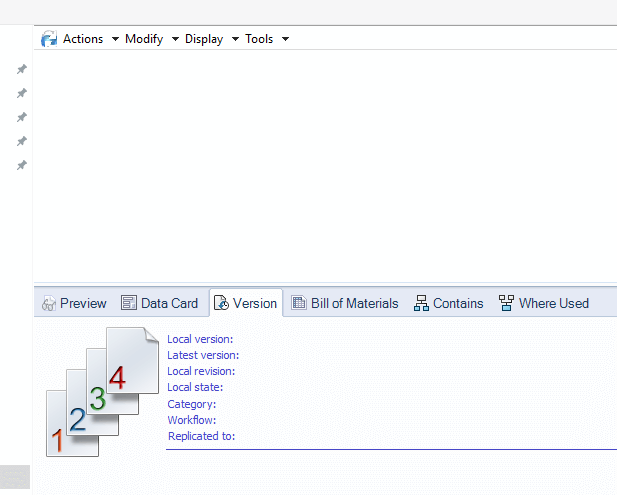 Actions Modify Display Tools
Preview Data Card Version Bill of Materials Contains Where Used
Local version:
Latest version:
Local revision:
Local state:
Category:
Workflow:
Replicated to:
1 2 3 4